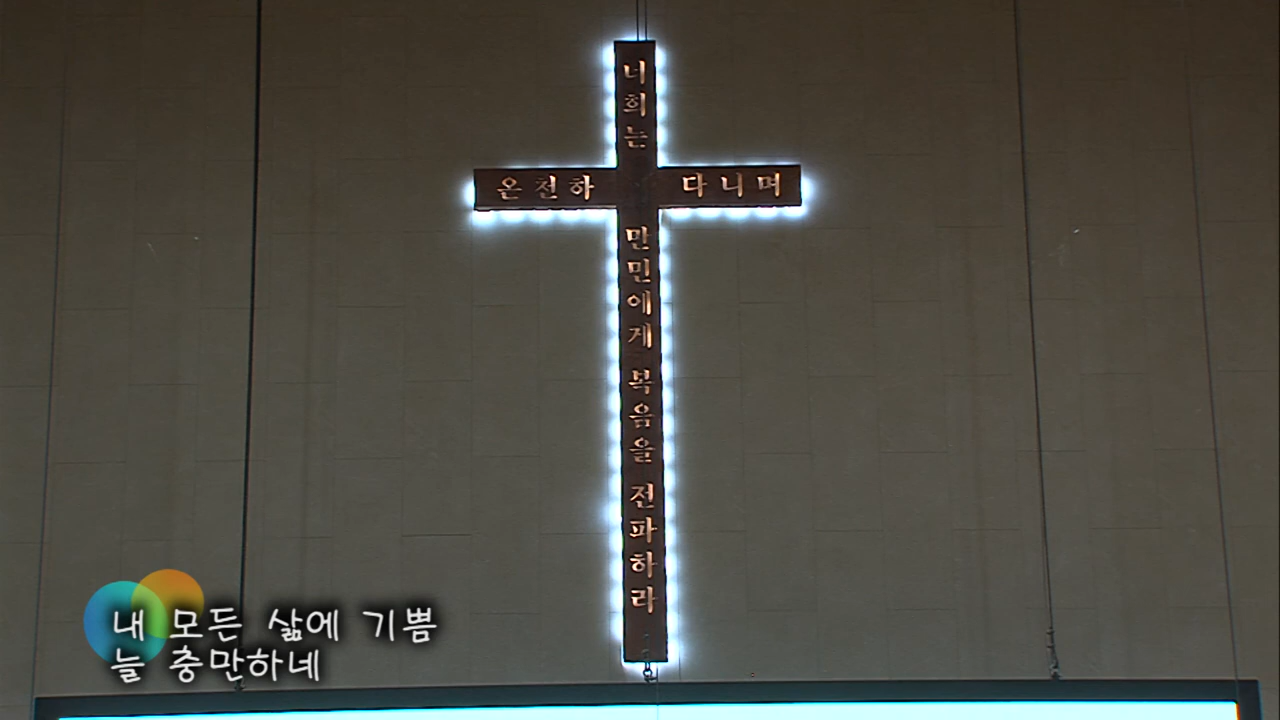 너희는
온천하 다니며
만민에게 복음을 전파하라
내 모든 삶에 기쁨
늘 충만하네